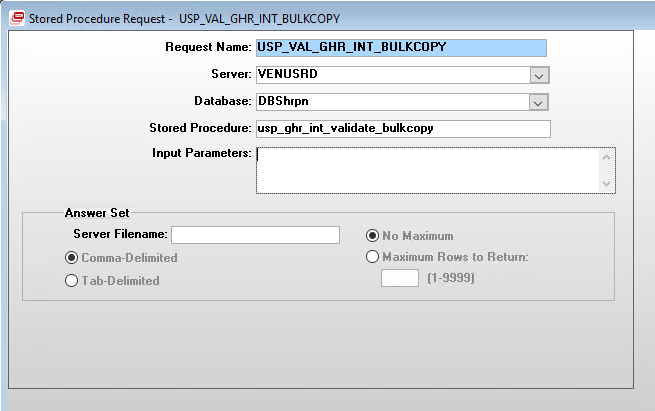 Stored Procedure Request - USP_VAL_GHR_INT_BULKCOPY
Request Name: USP_VAL_GHR_INT_BULKCOPY
Server: VENUSRD
Database: DBShrpn
Stored Procedure: usp_ghr_int_validate_bulkcopy
Input Parameters:
Answer Set
Server Filename:
No Maximum
Comma-Delimited
Maximum Rows to Return:
Tab-Delimited
(1-9999)